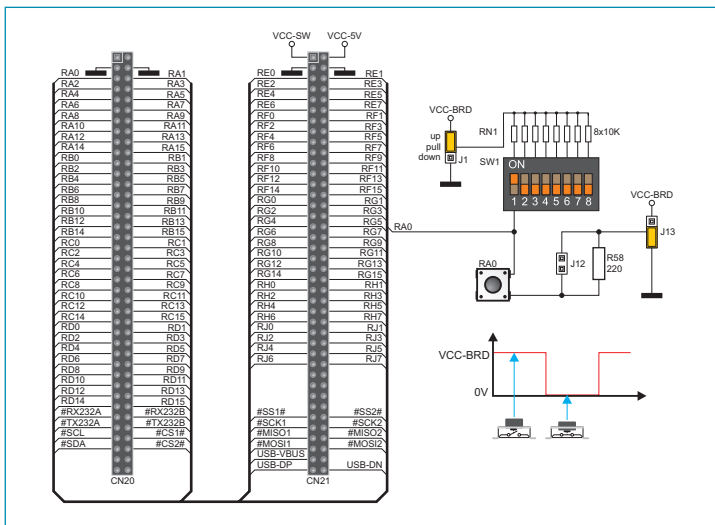 RA0 RA1
RA2 RA3
RA4 RA5
RA6 RA7
RA8 RA9
RA10 RA11
RA12 RA13
RA14 RA15
RB0 RB1
RB2 RB3
RB4 RB5
RB6 RB7
RB8 RB9
RB10 RB11
RB12 RB13
RB14 RB15
RC0 RC1
RC2 RC3
RC4 RC5
RC6 RC7
RC8 RC9
RC10 RC11
RC12 RC13
RC14 RC15
RD0 RD1
RD2 RD3
RD4 RD5
RD6 RD7
RD8 RD9
RD10 RD11
RD12 RD13
RD14 RD15
#RX232A #RX232B
#TX232A #TX232B
#SCL #CS1#
#SDA #CS2#
CN20
VCC-SW VCC-5V
RE0 RE1
RE2 RE3
RE4 RE5
RE6 RE7
RF0 RF1
RF2 RF3
RF4 RF5
RF6 RF7
RF8 RF9
RF10 RF11
RF12 RF13
RF14 RF15
RG0 RG1
RG2 RG3
RG4 RG5
RG6 RG7
RG8 RG9
RG10 RG11
RG12 RG13
RG14 RG15
RH0 RH1
RH2 RH3
RH4 RH5
RH6 RH7
RJ0 RJ1
RJ2 RJ3
RJ4 RJ5
RJ6 RJ7
#SS1# #SS2#
#SCK1 #SCK2
#MISO1 #MISO2
#MOSI1 #MOSI2
USB-VBUS
USB-DP USB-DN
CN21
VCC-BRD
up
pull
down
J1
RN1
8x10K
SW1
ON
1 2 3 4 5 6 7 8
RA0
RA0
J12
R58
220
VCC-BRD
J13
VCC-BRD
0V